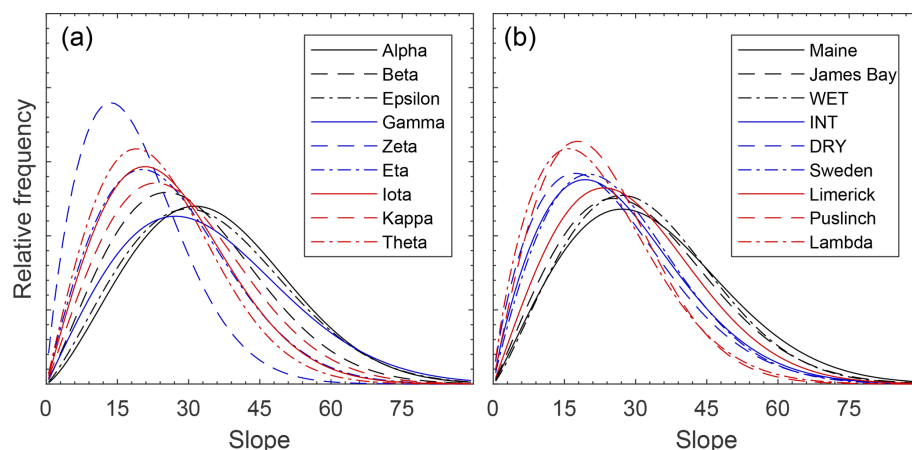 (a)
Alpha
Beta
Epsilon
Gamma
Zeta
Eta
Iota
Kappa
Theta
Relative frequency
0 15 30 45 60 75
Slope
(b)
Maine
James Bay
WET
INT
DRY
Sweden
Limerick
Puslinch
Lambda
0 15 30 45 60 75
Slope